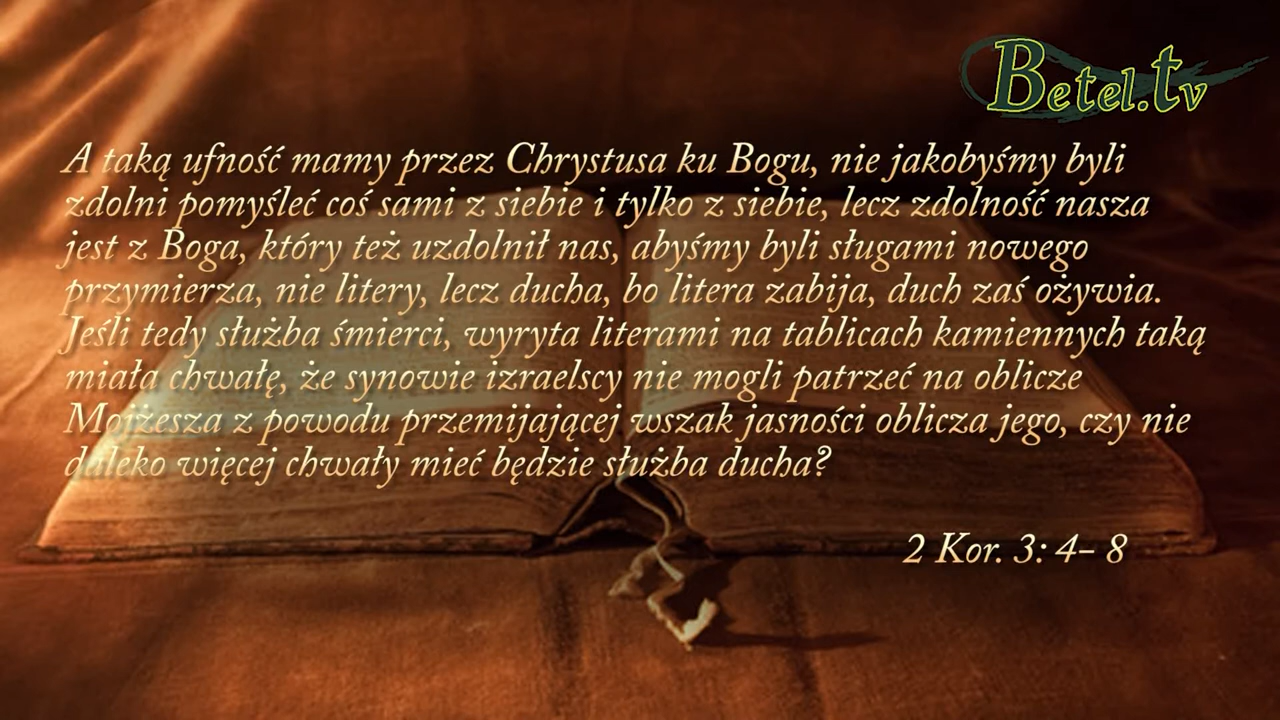 Betel.tv
A taką ufność mamy przez Chrystusa ku Bogu, nie jakobyśmy byli
zdolni pomyśleć coś sami z siebie i tylko z siebie, lecz zdolność nasza
jest z Boga, który też uzdolnił nas, abyśmy byli sługami nowego
przymierza, nie litery, lecz ducha, bo litera zabija, duch zaś ożywia.
Jeśli tedy służba śmierci, wyryta literami na tablicach kamiennych taką
miała chwałę, że synowie izraelscy nie mogli patrzeć na oblicze
Mojżesza z powodu przemijającej wszak jasności oblicza jego, czy nie
daleko więcej chwały mieć będzie służba ducha?
2 Kor. 3: 4- 8